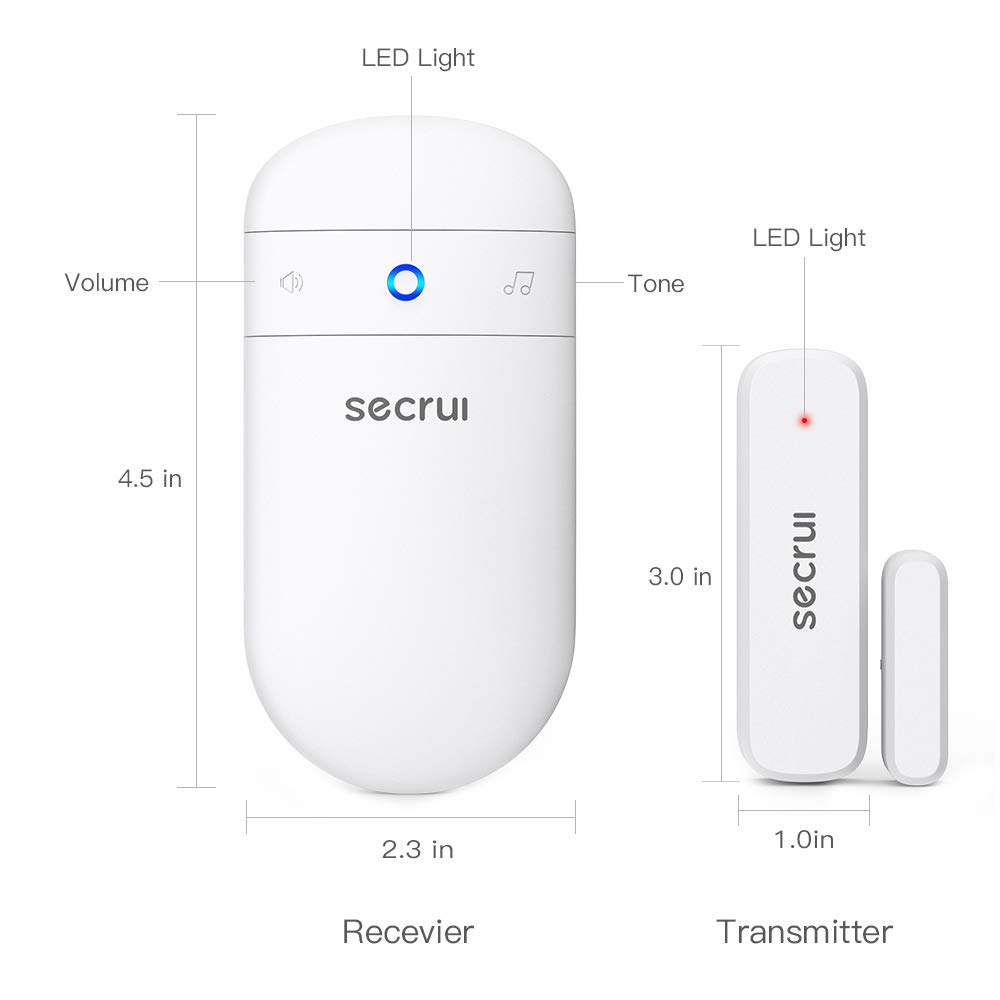 LED Light
LED Light
Volume
Tone
secrui
4.5 in
secrui
3.0 in
1.0in
2.3 in
Recevier
Transmitter